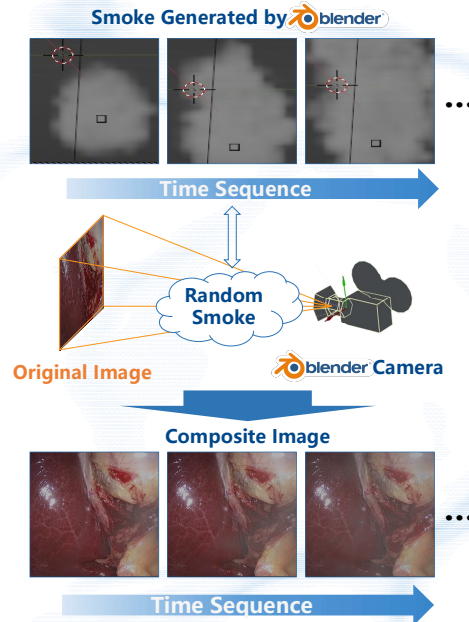 Smoke Generated by blender
...
Time Sequence
Random
Smoke
Original Image
blender Camera
Composite Image
...
Time Sequence